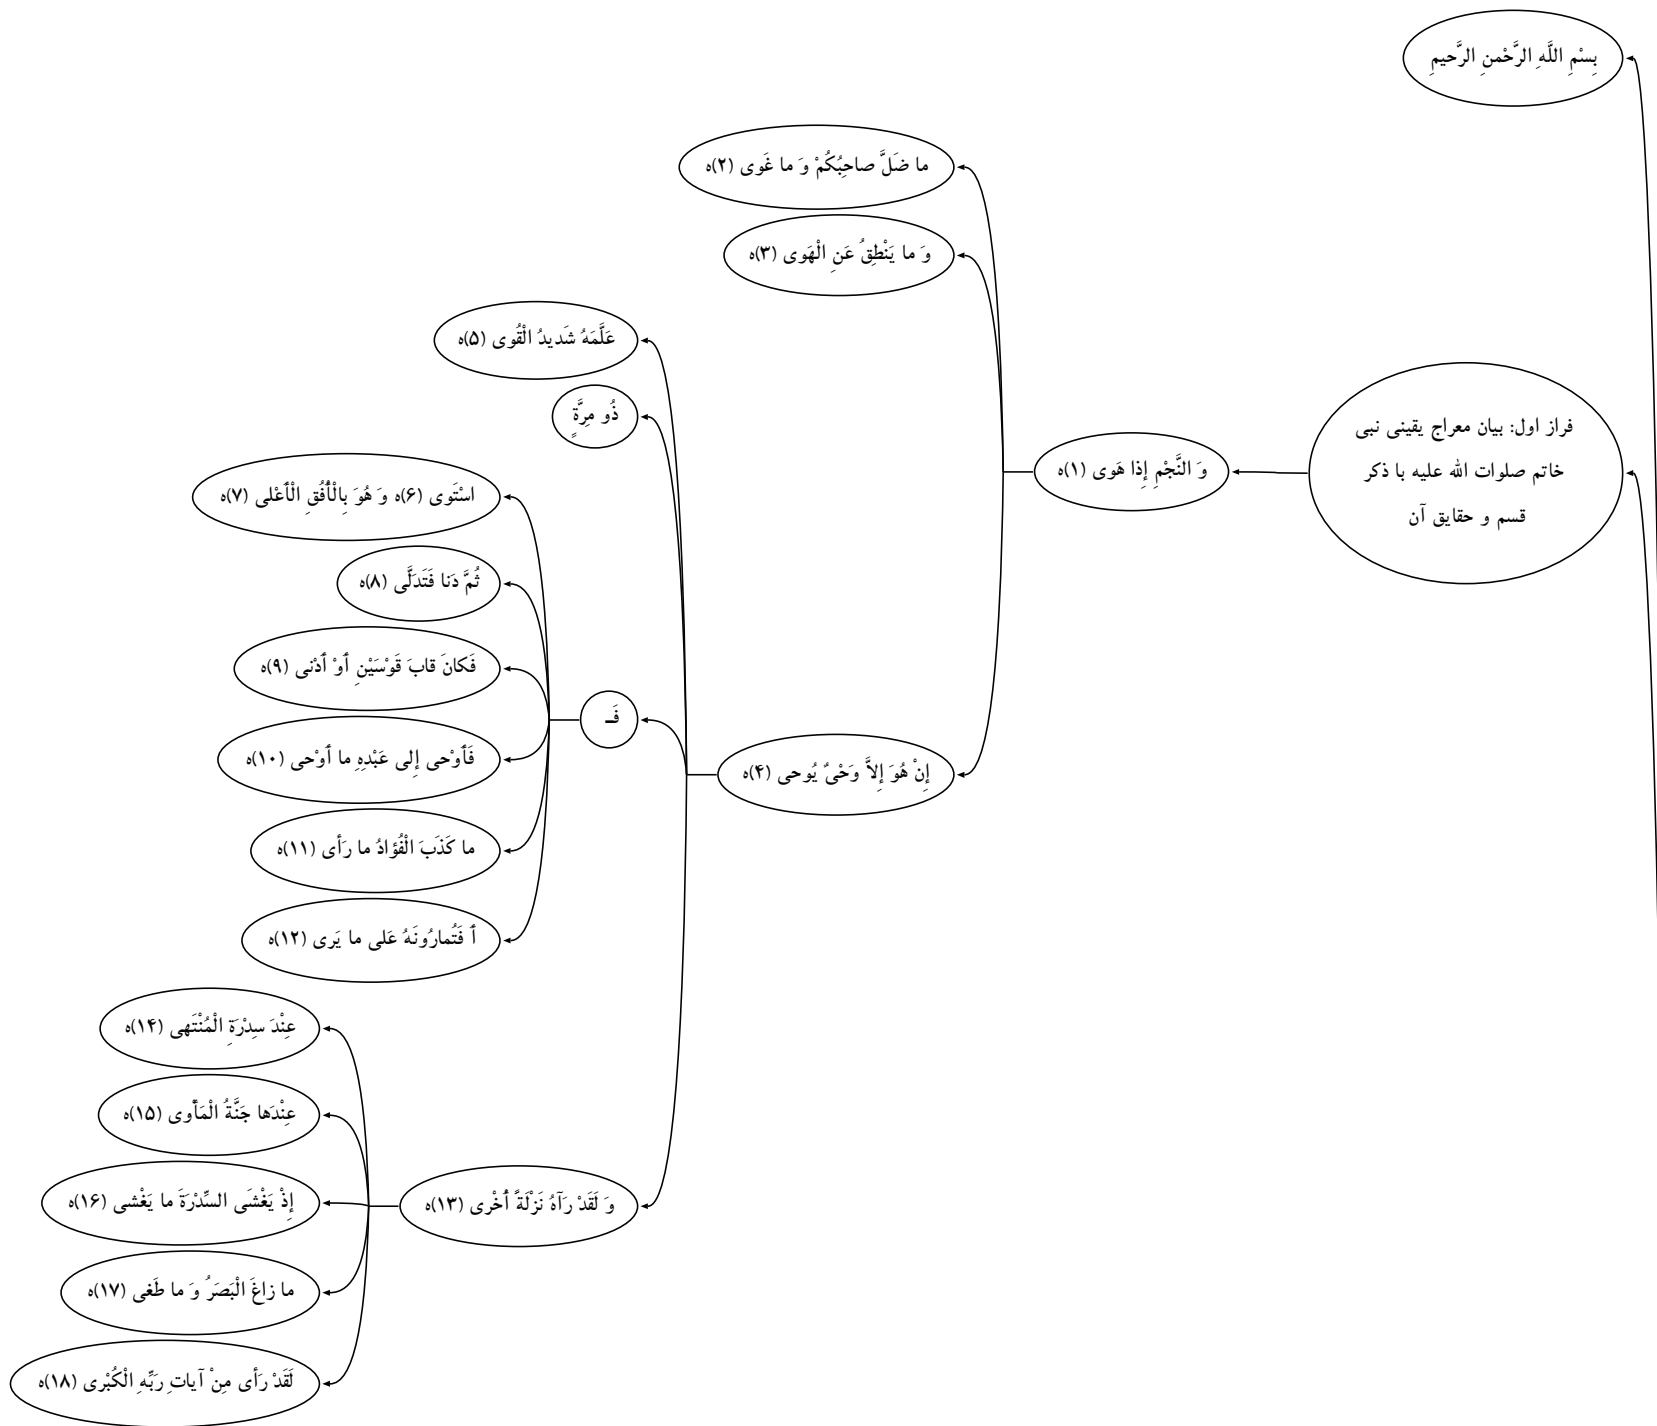 بِسْمِ اللَّهِ الرَّحْمنِ الرَّحيمِ
فراز اول: بیان معراج یقینی نبی
خاتم صلوات الله علیه با ذکر
قسم و حقایق آن
وَ النَّجْمِ إِذا هَوى (۱)ه
ما ضَلَّ صاحِبُكُمْ وَ ما غَوى (۲)ه
وَ ما يَنْطِقُ عَنِ الْهَوى (۳)ه
إِنْ هُوَ إِلاَّ وَحْيٌ يُوحى (۴)ه
عَلَّمَهُ شَديدُ الْقُوى (۵)ه
ذُو مِرَّةٍ
فَـ
اسْتَوى (۶)ه وَ هُوَ بِالْأُفُقِ الْأَعْلى (۷)ه
ثُمَّ دَنا فَتَدَلَّى (۸)ه
فَكانَ قابَ قَوْسَيْنِ أَوْ أَدْنى (۹)ه
فَأَوْحى إِلى عَبْدِهِ ما أَوْحى (۱۰)ه
ما كَذَبَ الْفُؤادُ ما رَأى (۱۱)ه
أَ فَتُمارُونَهُ عَلى ما يَرى (۱۲)ه
وَ لَقَدْ رَآهُ نَزْلَةً أُخْرى (۱۳)ه
عِنْدَ سِدْرَةِ الْمُنْتَهى (۱۴)ه
عِنْدَها جَنَّةُ الْمَأْوى (۱۵)ه
إِذْ يَغْشَى السِّدْرَةَ ما يَغْشى (۱۶)ه
ما زاغَ الْبَصَرُ وَ ما طَغى (۱۷)ه
لَقَدْ رَأى مِنْ آياتِ رَبِّهِ الْكُبْرى (۱۸)ه